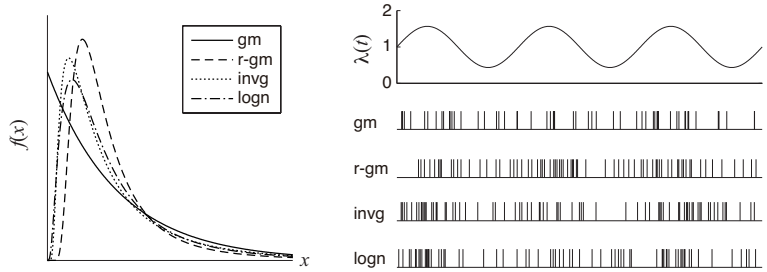 f(x)
x
gm
r-gm
invg
logn
λ(t)
2
1
0
gm
r-gm
invg
logn